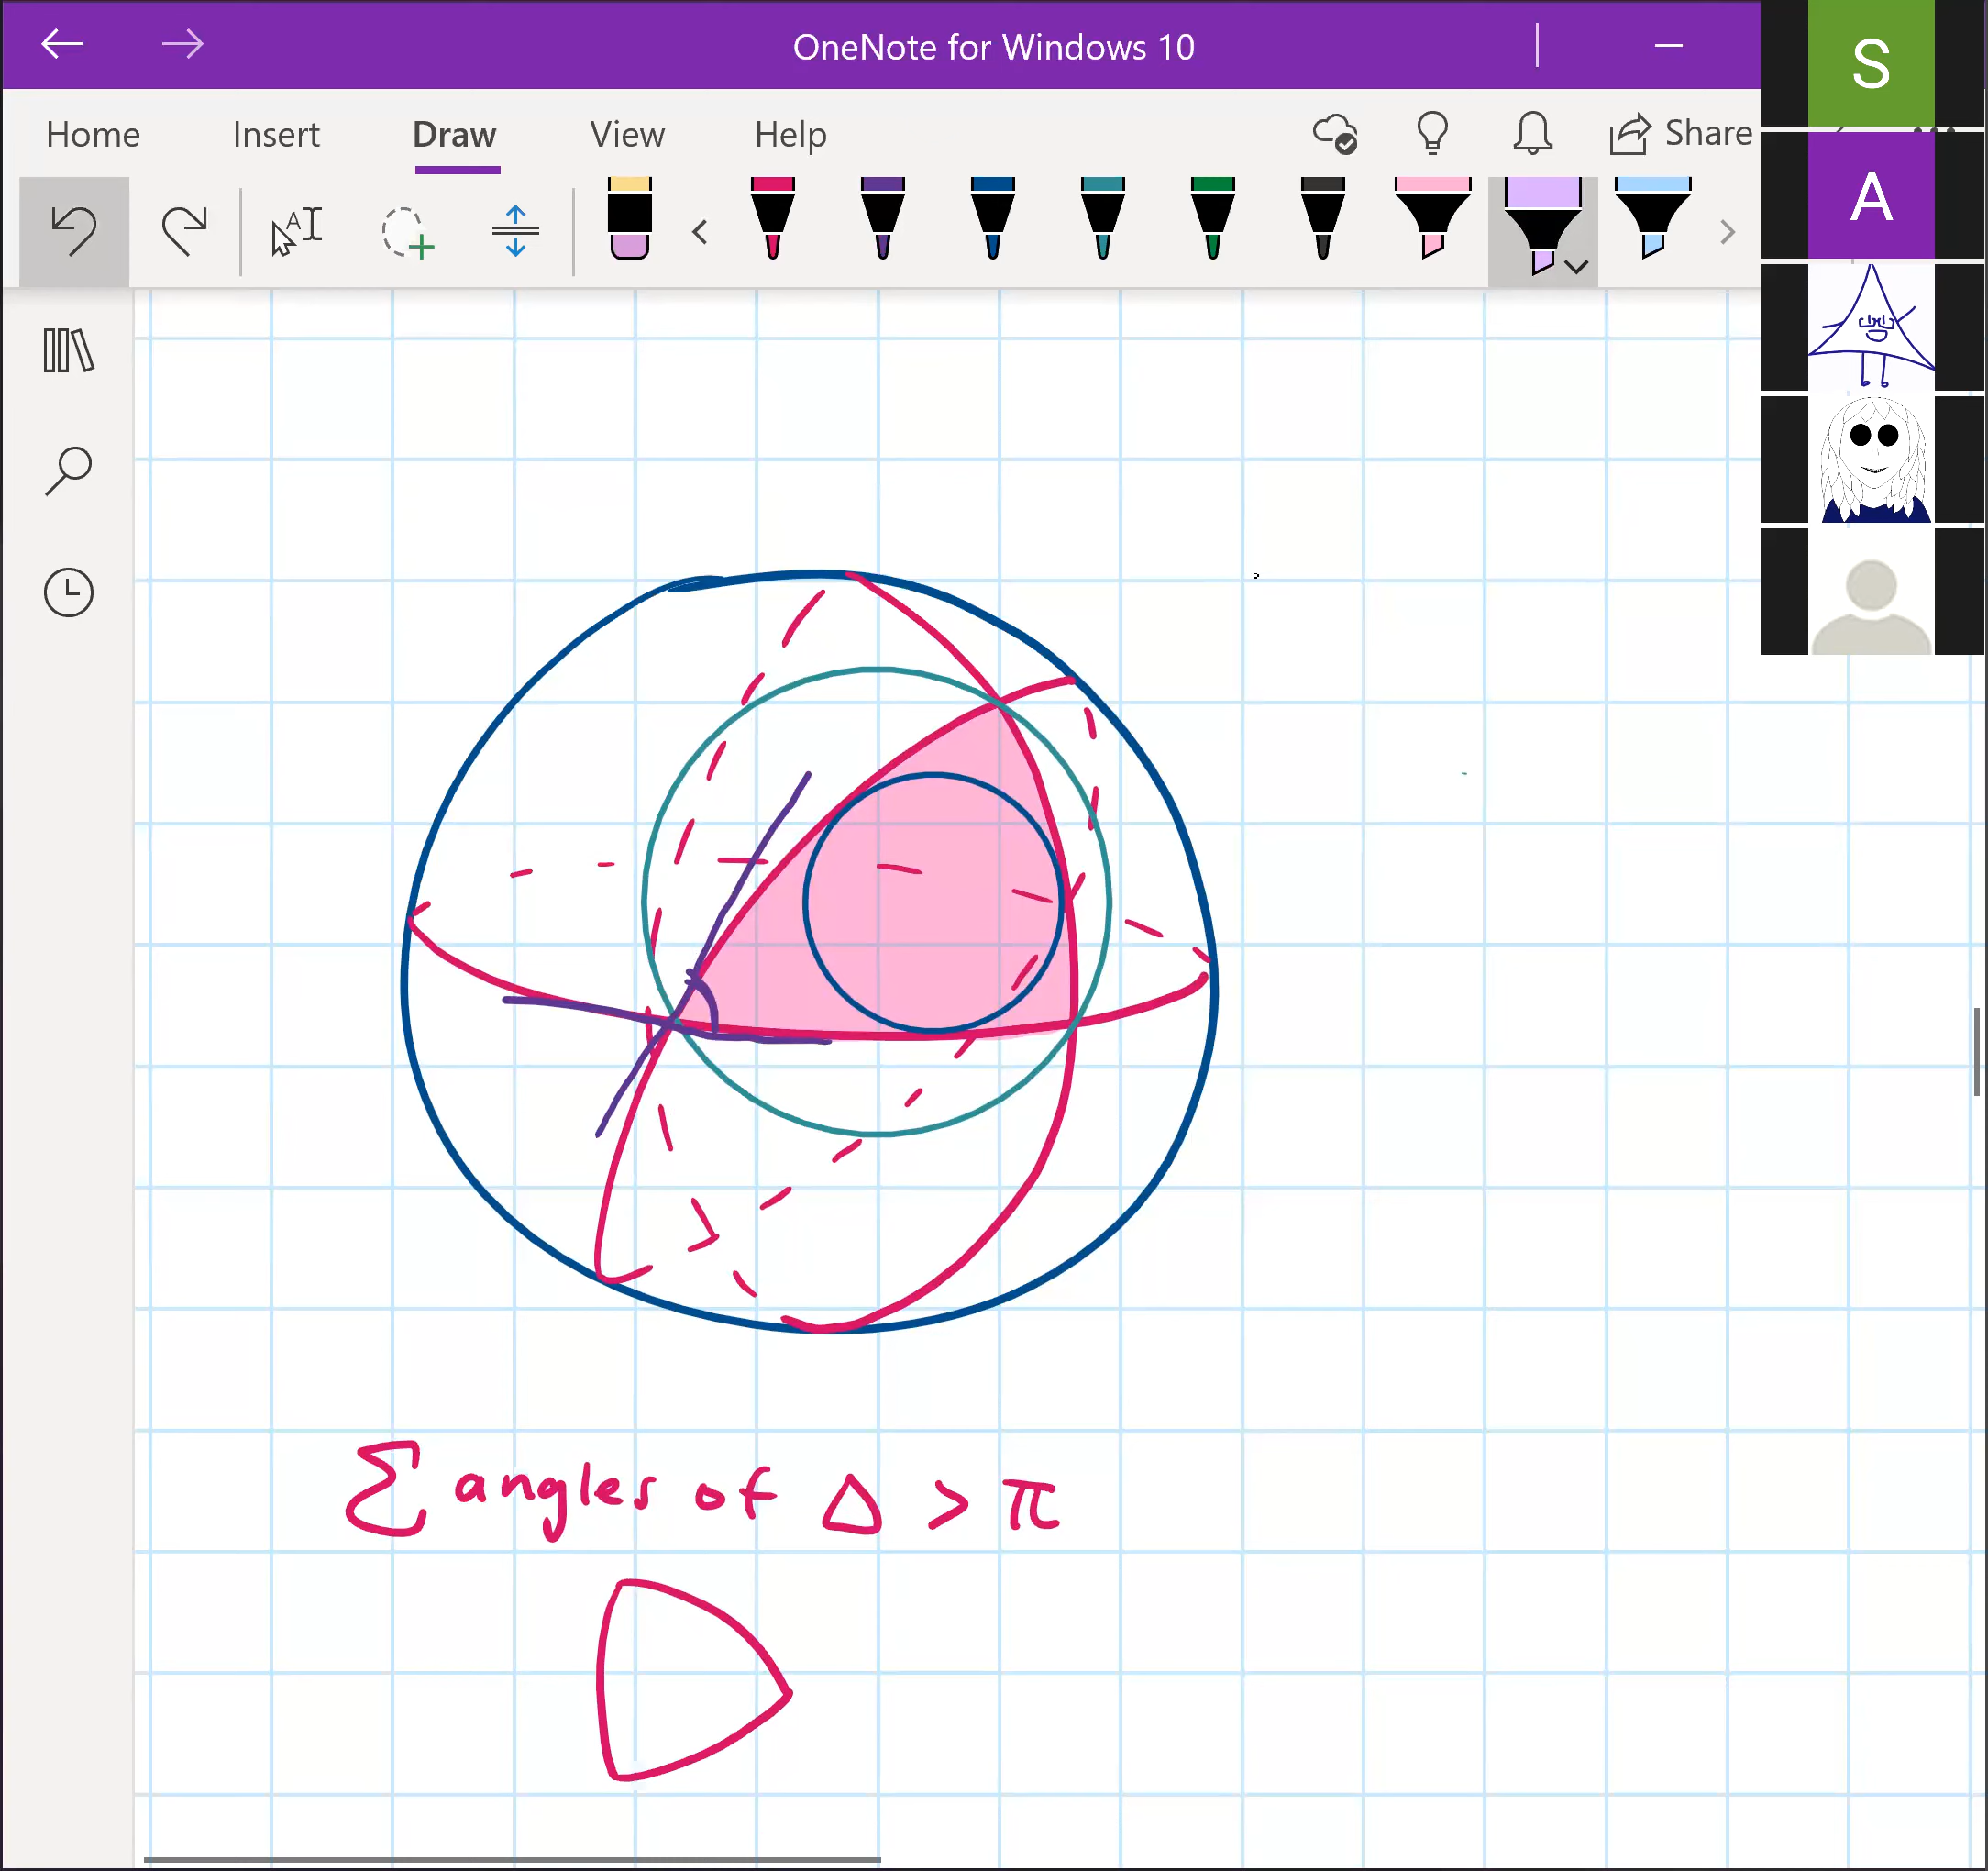 OneNote for Windows 10
S
Home Insert Draw View Help Share
A
Σ angles of Δ > π